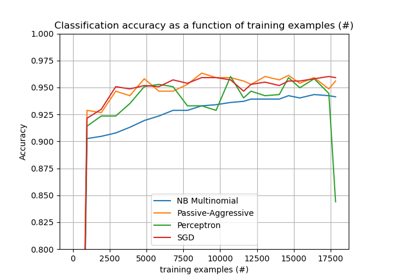 Classification accuracy as a function of training examples (#)
1.000
0.975
0.950
0.925
0.900
0.875
0.850
0.825
0.800
Accuracy
NB Multinomial
Passive-Aggressive
Perceptron
SGD
0 2500 5000 7500 10000 12500 15000 17500
training examples (#)